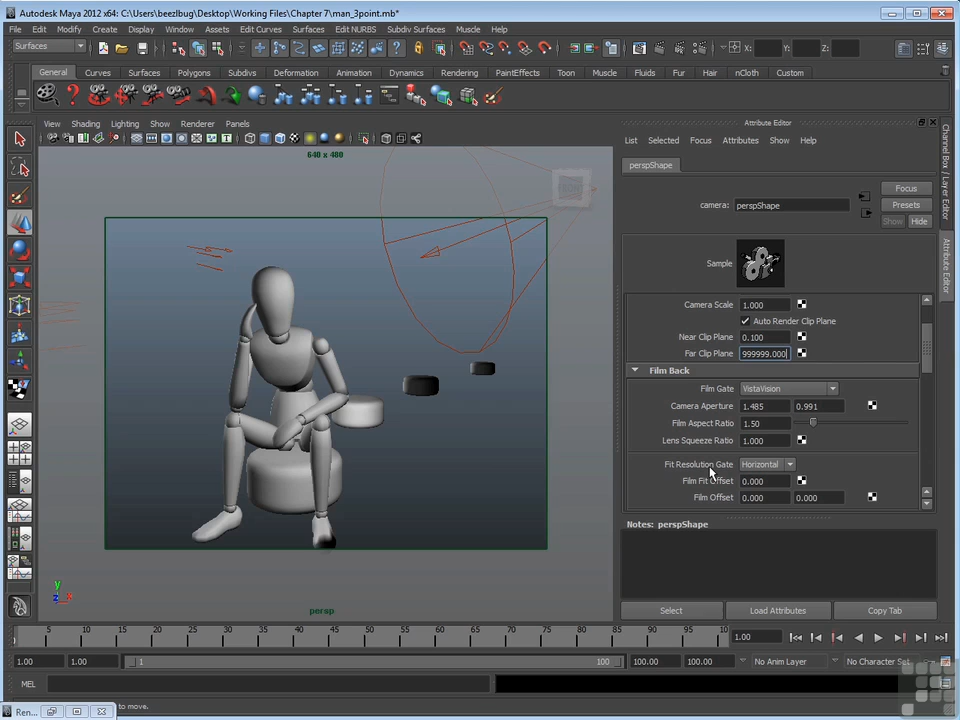 Autodesk Maya 2012 x64: C:\Users\beezlbug\Desktop\Working Files\Chapter 7\man_3point.mb*
File Edit Modify Create Display Window Assets Edit Curves Surfaces Edit NURBS Subdiv Surfaces Muscle Help
Surfaces X: Y: Z:
General Curves Surfaces Polygons Subdivs Deformation Animation Dynamics Rendering PaintEffects Toon Muscle Fluids Fur Hair nCloth Custom
View Shading Lighting Show Renderer Panels
640 x 480
persp
y
z x
Attribute Editor
List Selected Focus Attributes Show Help
perspShape
camera: perspShape
Focus
Presets
Show Hide
Sample
Camera Scale 1.000
Auto Render Clip Plane
Near Clip Plane 0.100
Far Clip Plane 999999.000
Film Back
Film Gate VistaVision
Camera Aperture 1.485 0.991
Film Aspect Ratio 1.50
Lens Squeeze Ratio 1.000
Fit Resolution Gate Horizontal
Film Fit Offset 0.000
Film Offset 0.000 0.000
Notes: perspShape
Select Load Attributes Copy Tab
Channel Box / Layer Editor
Attribute Editor
5 10 15 20 25 30 35 40 45 50 55 60 65 70 75 80 85 90 95 10 1.00
1.00 1.00 1 100 100.00 100.00 No Anim Layer No Character Set
MEL
to move.
Ren...